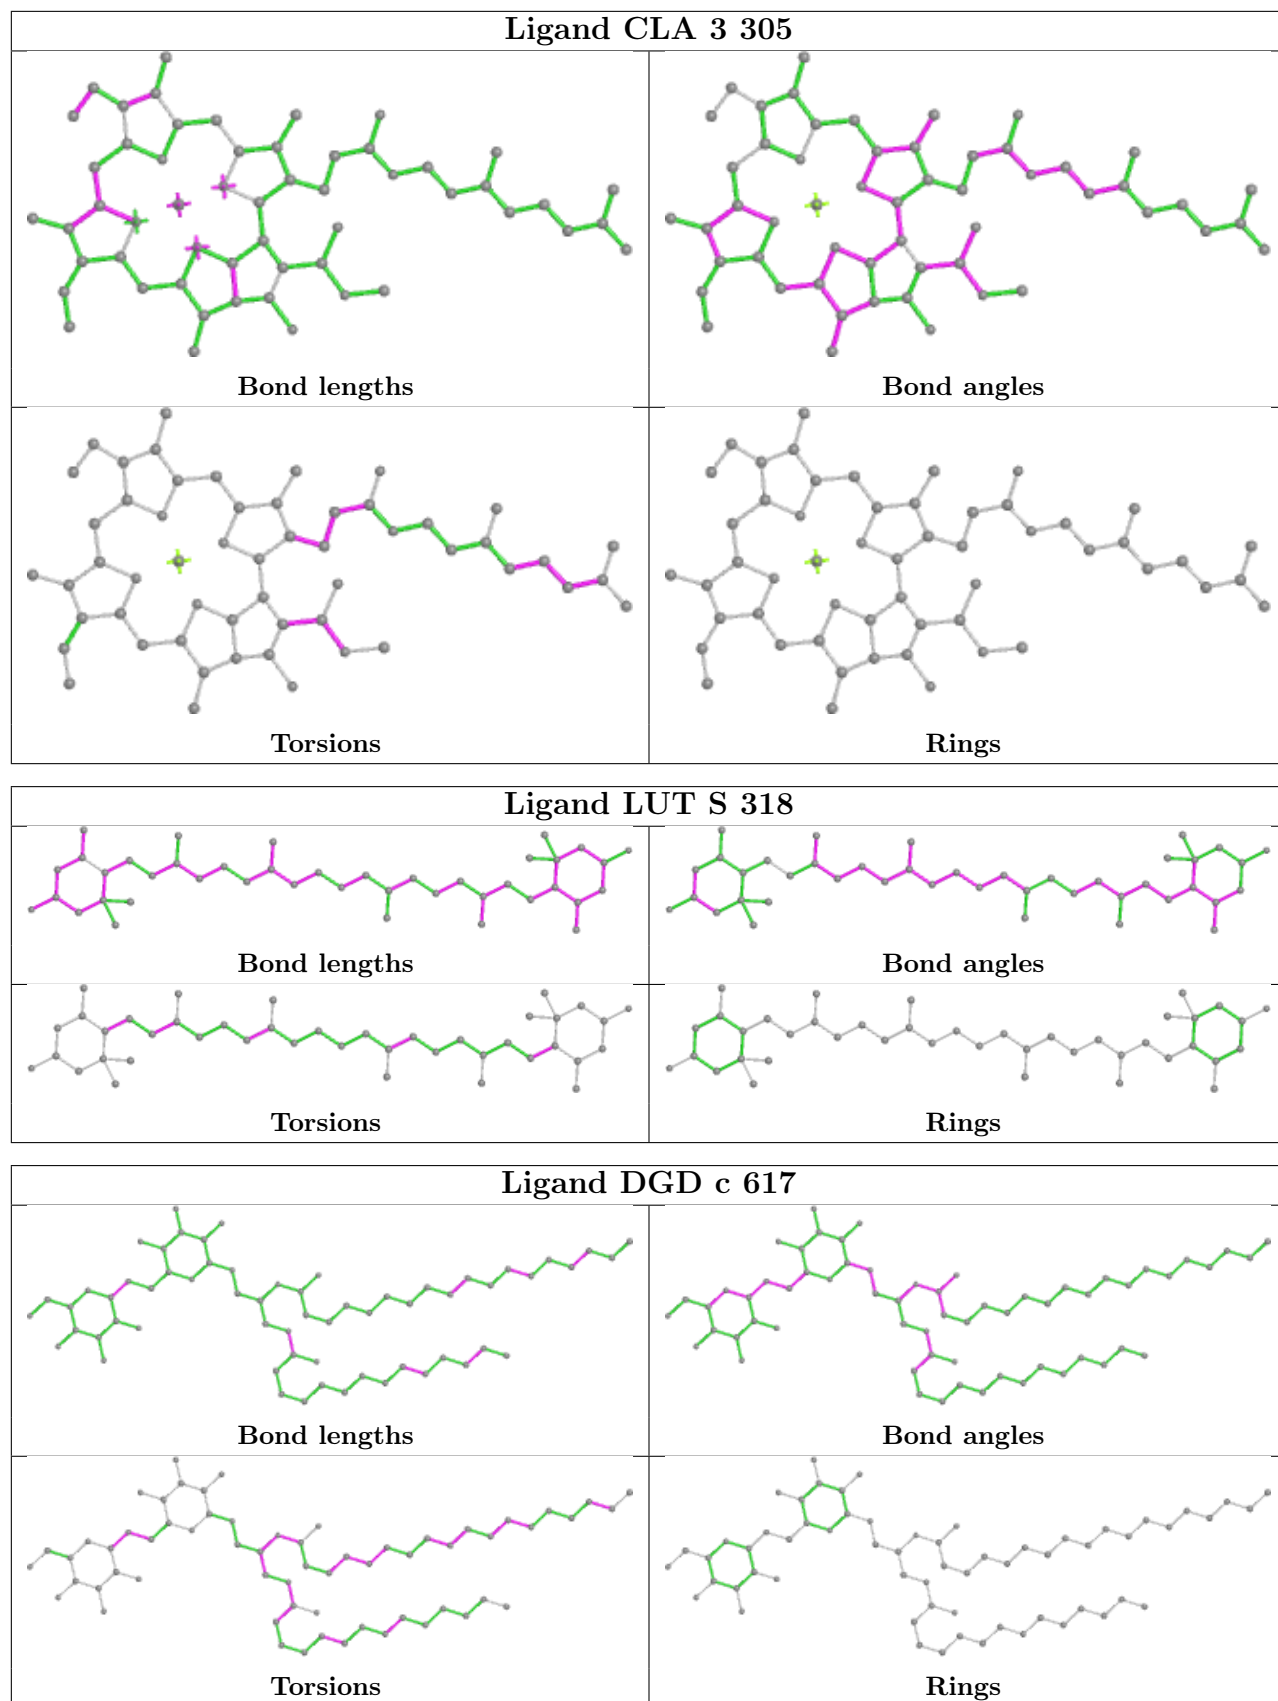 Ligand CLA 3 305
Bond lengths
Bond angles
Torsions
Rings
Ligand LUT S 318
Bond lengths
Bond angles
Torsions
Rings
Ligand DGD c 617
Bond lengths
Bond angles
Torsions
Rings